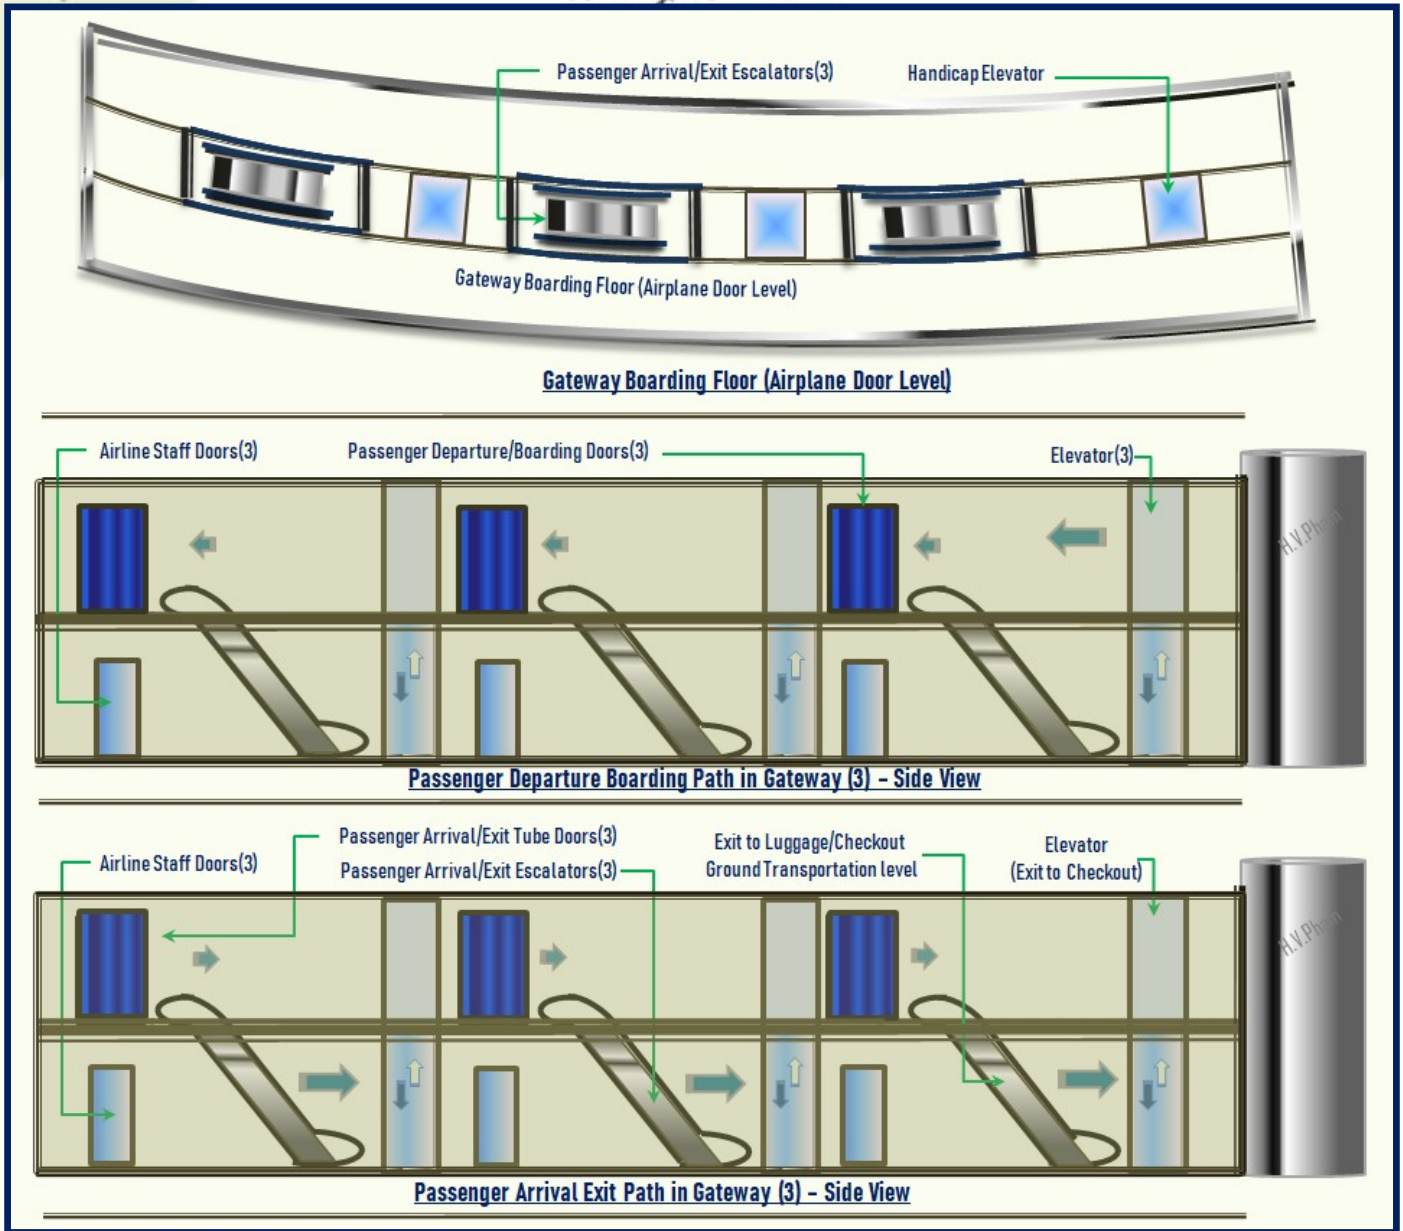 Passenger Arrival/Exit Escalators(3)
Handicap Elevator
Gateway Boarding Floor (Airplane Door Level)
Gateway Boarding Floor (Airplane Door Level)
Airline Staff Doors(3)
Passenger Departure/Boarding Doors(3)
Elevator(3)
H.V.Pham
Passenger Departure Boarding Path in Gateway (3) – Side View
Passenger Arrival/Exit Tube Doors(3)
Exit to Luggage/Checkout
Ground Transportation level
Elevator
(Exit to Checkout)
Airline Staff Doors(3)
Passenger Arrival/Exit Escalators(3)
H.V.Pham
Passenger Arrival Exit Path in Gateway (3) – Side View